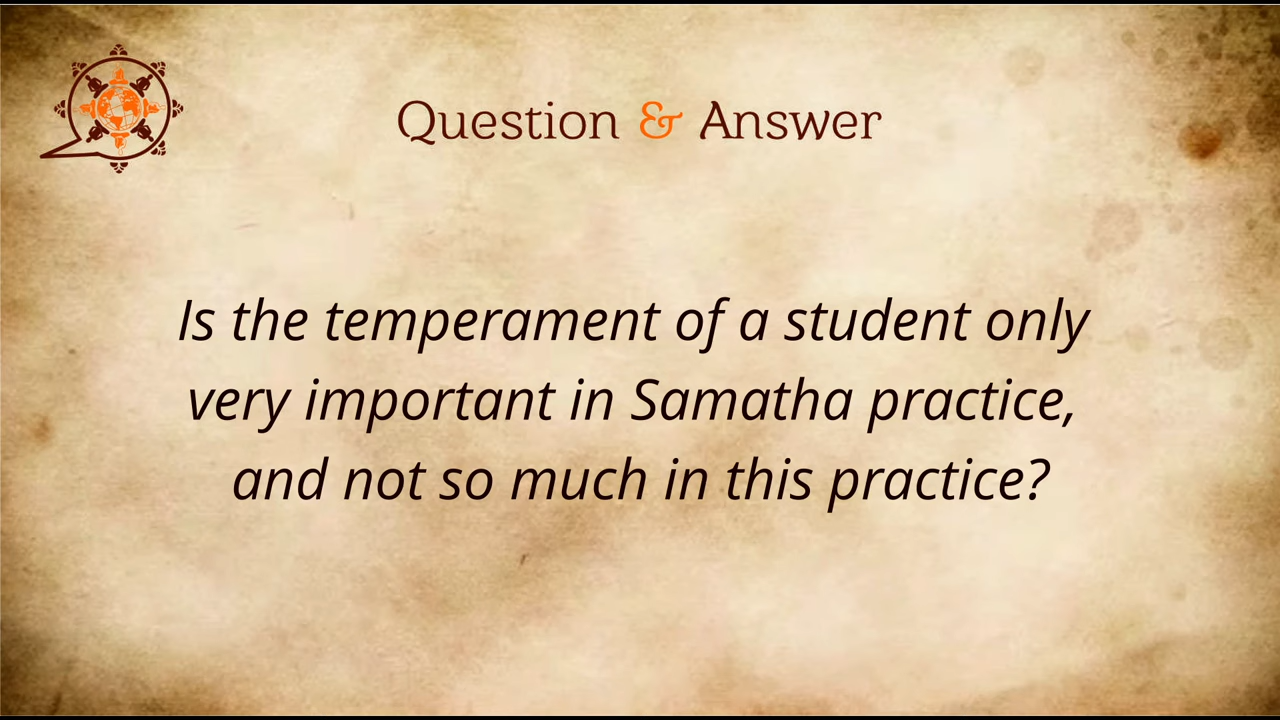 Question & Answer
Is the temperament of a student only
very important in Samatha practice,
and not so much in this practice?